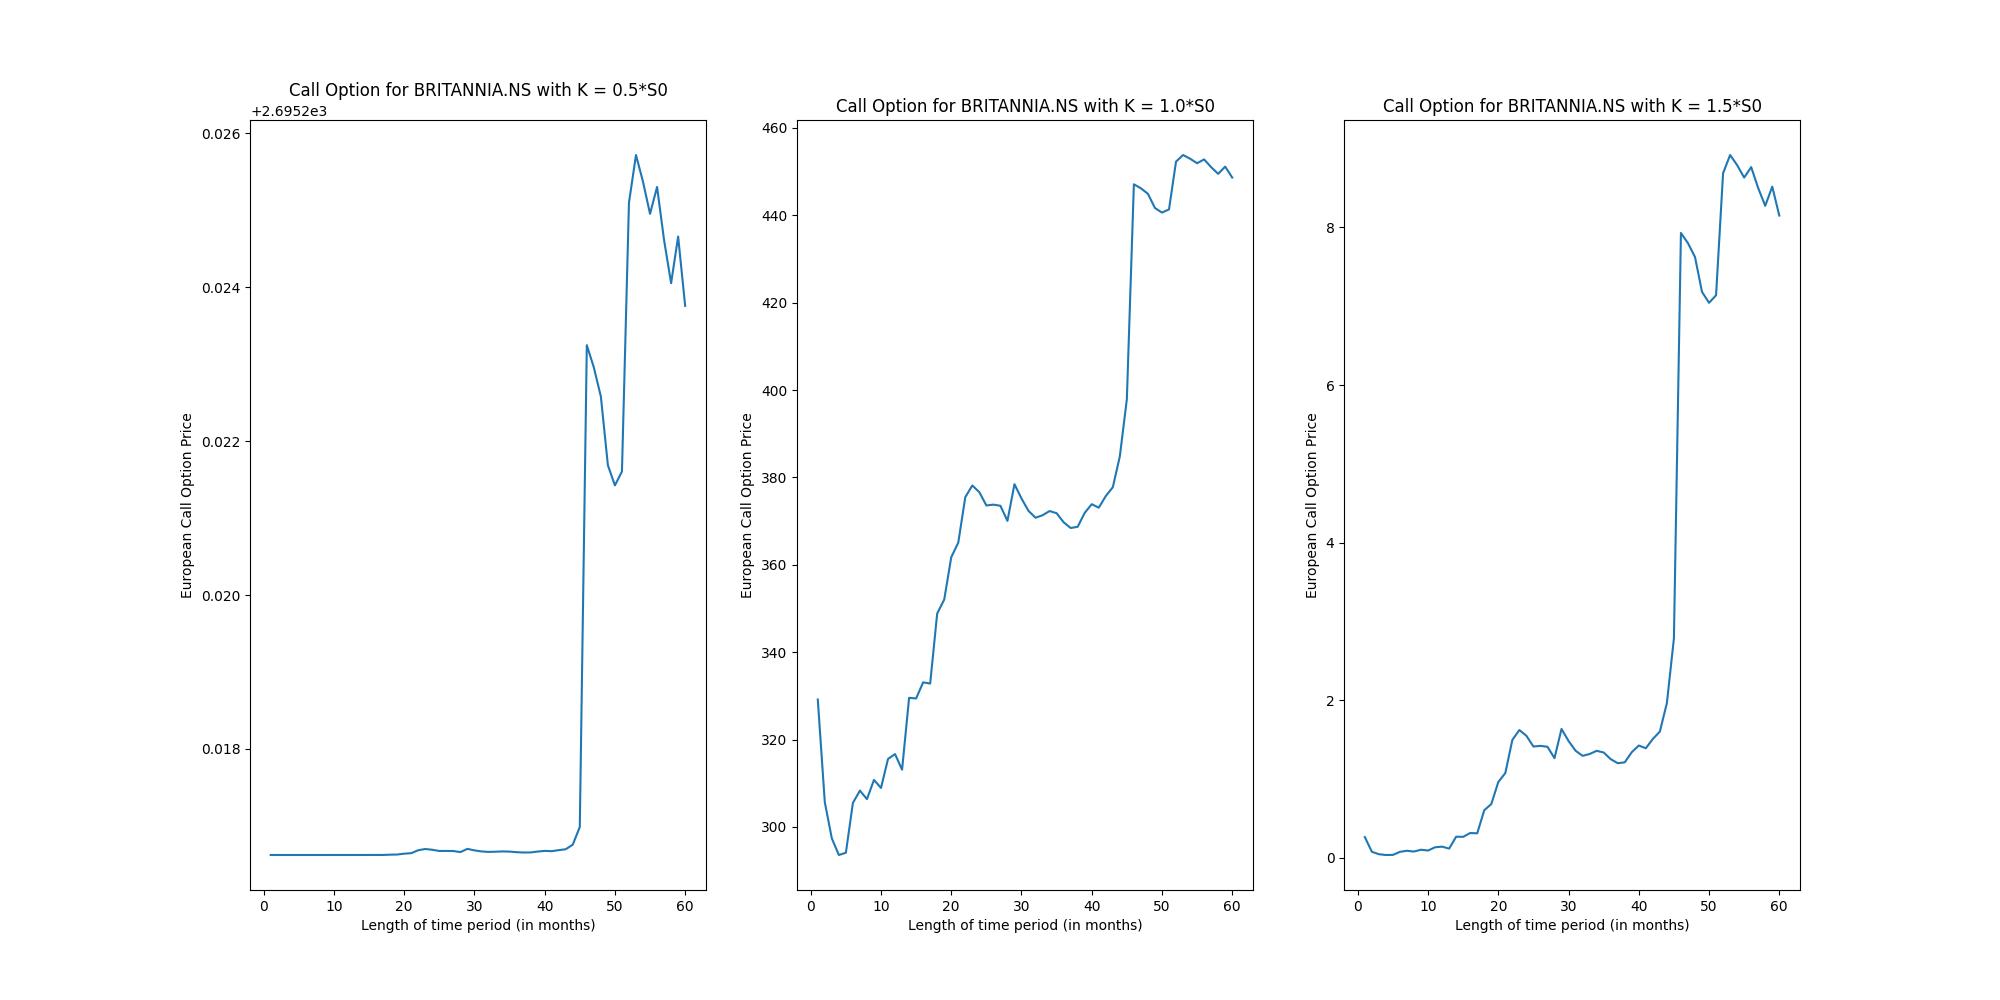 Call Option for BRITANNIA.NS with K = 0.5*S0
+2.6952e3
0.026
0.024
0.022
0.020
0.018
European Call Option Price
0 10 20 30 40 50 60
Length of time period (in months)
Call Option for BRITANNIA.NS with K = 1.0*S0
460
440
420
400
380
360
340
320
300
European Call Option Price
0 10 20 30 40 50 60
Length of time period (in months)
Call Option for BRITANNIA.NS with K = 1.5*S0
8
6
4
2
0
European Call Option Price
0 10 20 30 40 50 60
Length of time period (in months)